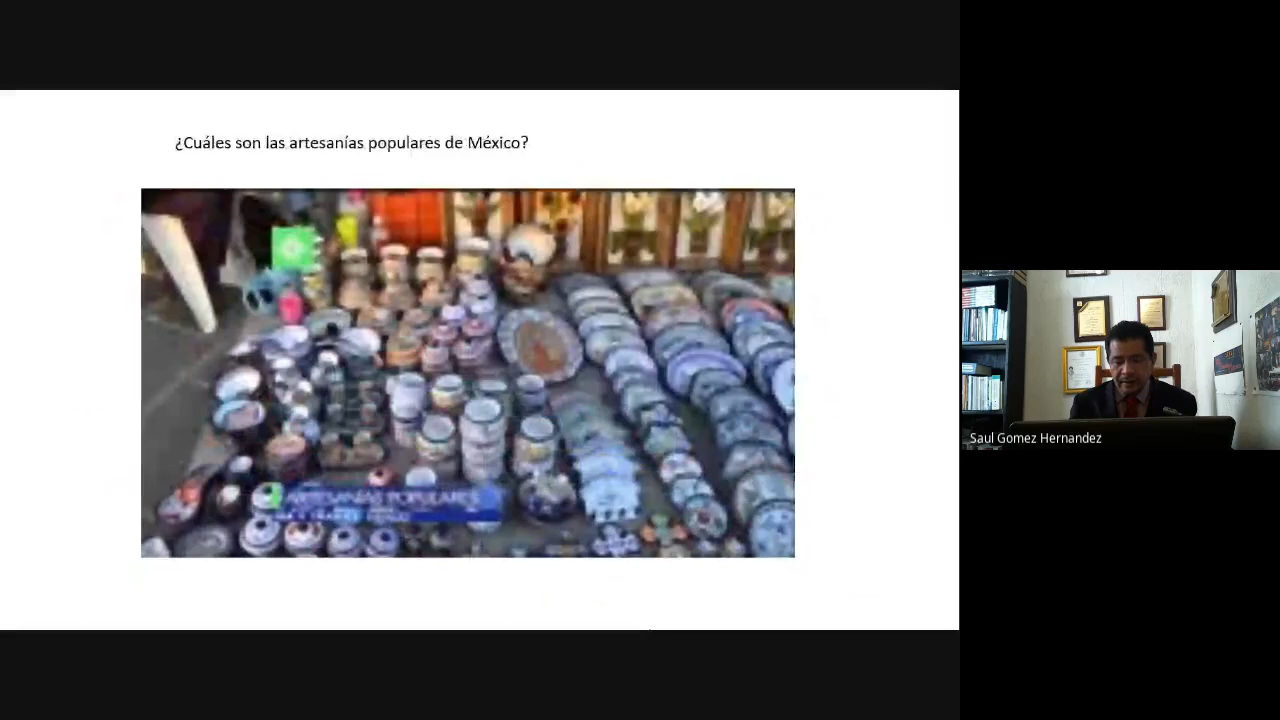 ¿Cuáles son las artesanías populares de México?
ARTESANÍAS POPULARES
Saul Gomez Hernandez